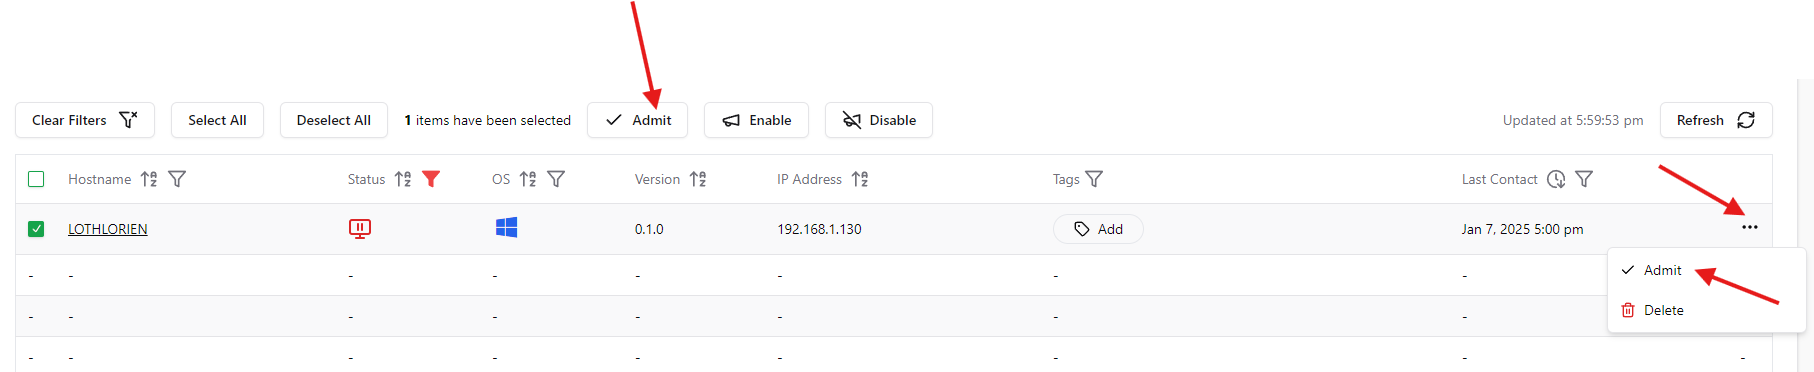 Clear Filters Select All Deselect All 1 items have been selected Admit Enable Disable Updated at 5:59:53 pm Refresh
Hostname Status OS Version IP Address Tags Last Contact
LOTHLORIEN 0.1.0 192.168.1.130 Add Jan 7, 2025 5:00 pm ...
Admit
- - - - - - - -
Delete
- - - - - - - -
- - - - - - - - -